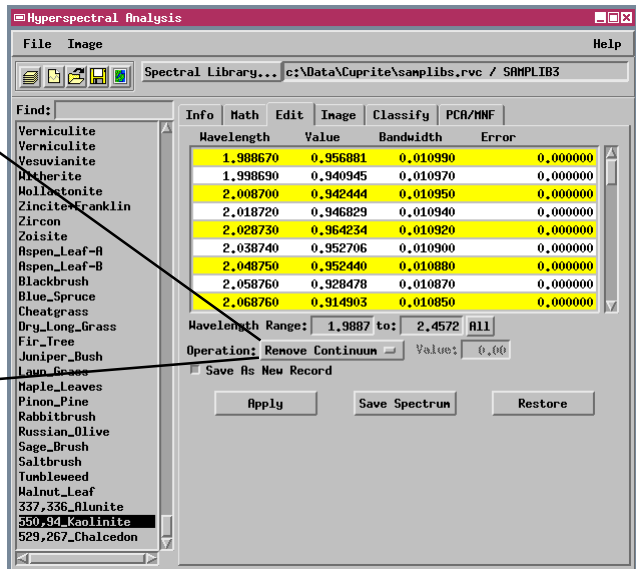 Hyperspectral Analysis
File Image Help
Spectral Library... c:\Data\Cuprite\samplibs.rvc / SAMPLIB3
Find:
Vermiculite
Vermiculite
Vesuvianite
Witherite
Wollastonite
Zincite+Franklin
Zircon
Zoisite
Aspen_Leaf-A
Aspen_Leaf-B
Blackbrush
Blue_Spruce
Cheatgrass
Dry_Long_Grass
Fir_Tree
Juniper_Bush
Lawn_Grass
Maple_Leaves
Pinon_Pine
Rabbitbrush
Russian_Olive
Sage_Brush
Saltbrush
Tumbleweed
Walnut_Leaf
337,336_Alunite
550,94_Kaolinite
529,267_Chalcedon
Info Math Edit Image Classify PCA/MNF
Wavelength Value Bandwidth Error
1.988670 0.956881 0.010990 0.000000
1.998690 0.940945 0.010970 0.000000
2.008700 0.942444 0.010950 0.000000
2.018720 0.946829 0.010940 0.000000
2.028730 0.964234 0.010920 0.000000
2.038740 0.952706 0.010900 0.000000
2.048750 0.952440 0.010880 0.000000
2.058760 0.928478 0.010870 0.000000
2.068760 0.914903 0.010850 0.000000
Wavelength Range: 1.9887 to: 2.4572 All
Operation: Remove Continuum Value: 0.00
Save As New Record
Apply Save Spectrum Restore